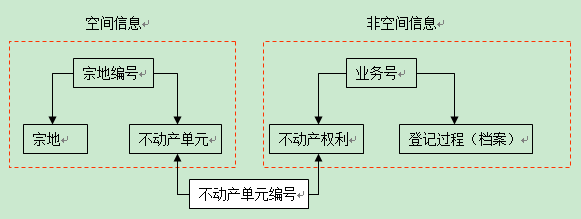 空间信息
非空间信息
宗地编号
业务号
宗地
不动产单元
不动产权利
登记过程（档案）
不动产单元编号